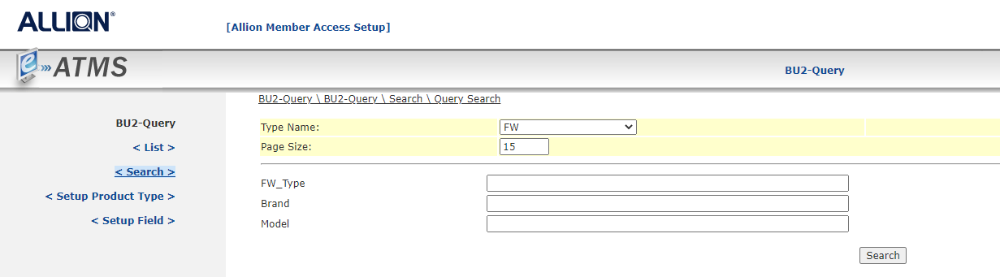 ALLION®
[Allion Member Access Setup]
e ATMS
BU2-Query
BU2-Query \ BU2-Query \ Search \ Query Search
BU2-Query
< List >
< Search >
< Setup Product Type >
< Setup Field >
Type Name: FW
Page Size: 15
FW_Type
Brand
Model
Search